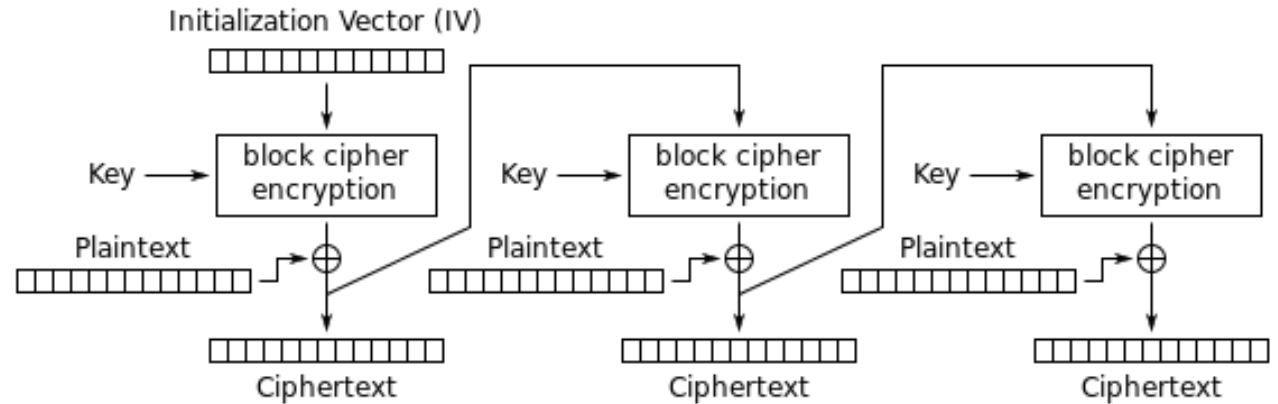 Initialization Vector (IV)
Key
block cipher
encryption
Key
block cipher
encryption
Key
block cipher
encryption
Plaintext
Plaintext
Plaintext
Ciphertext
Ciphertext
Ciphertext